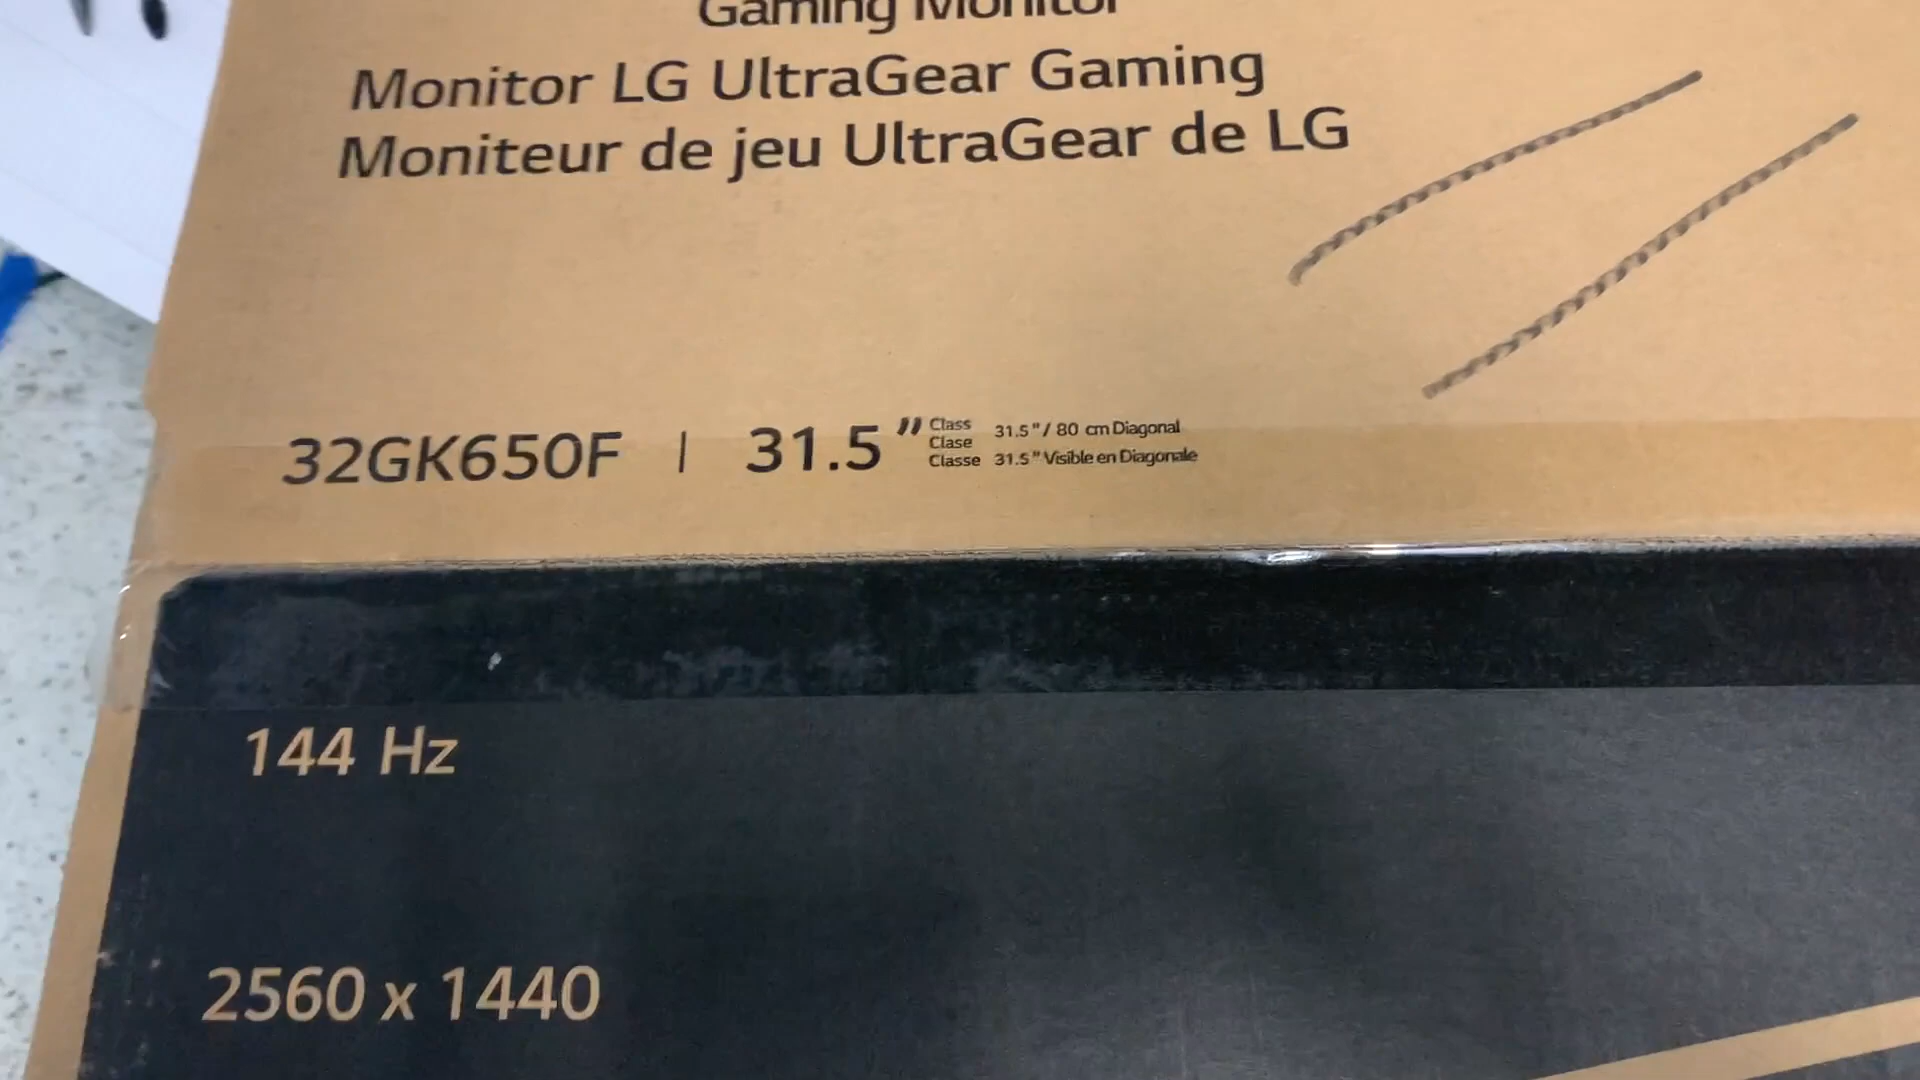 Gaming Monitor
Monitor LG UltraGear Gaming
Moniteur de jeu UltraGear de LG
32GK650F | 31.5" Class 31.5" / 80 cm Diagonal
Clase
Classe 31.5" Visible en Diagonale
144 Hz
2560 x 1440